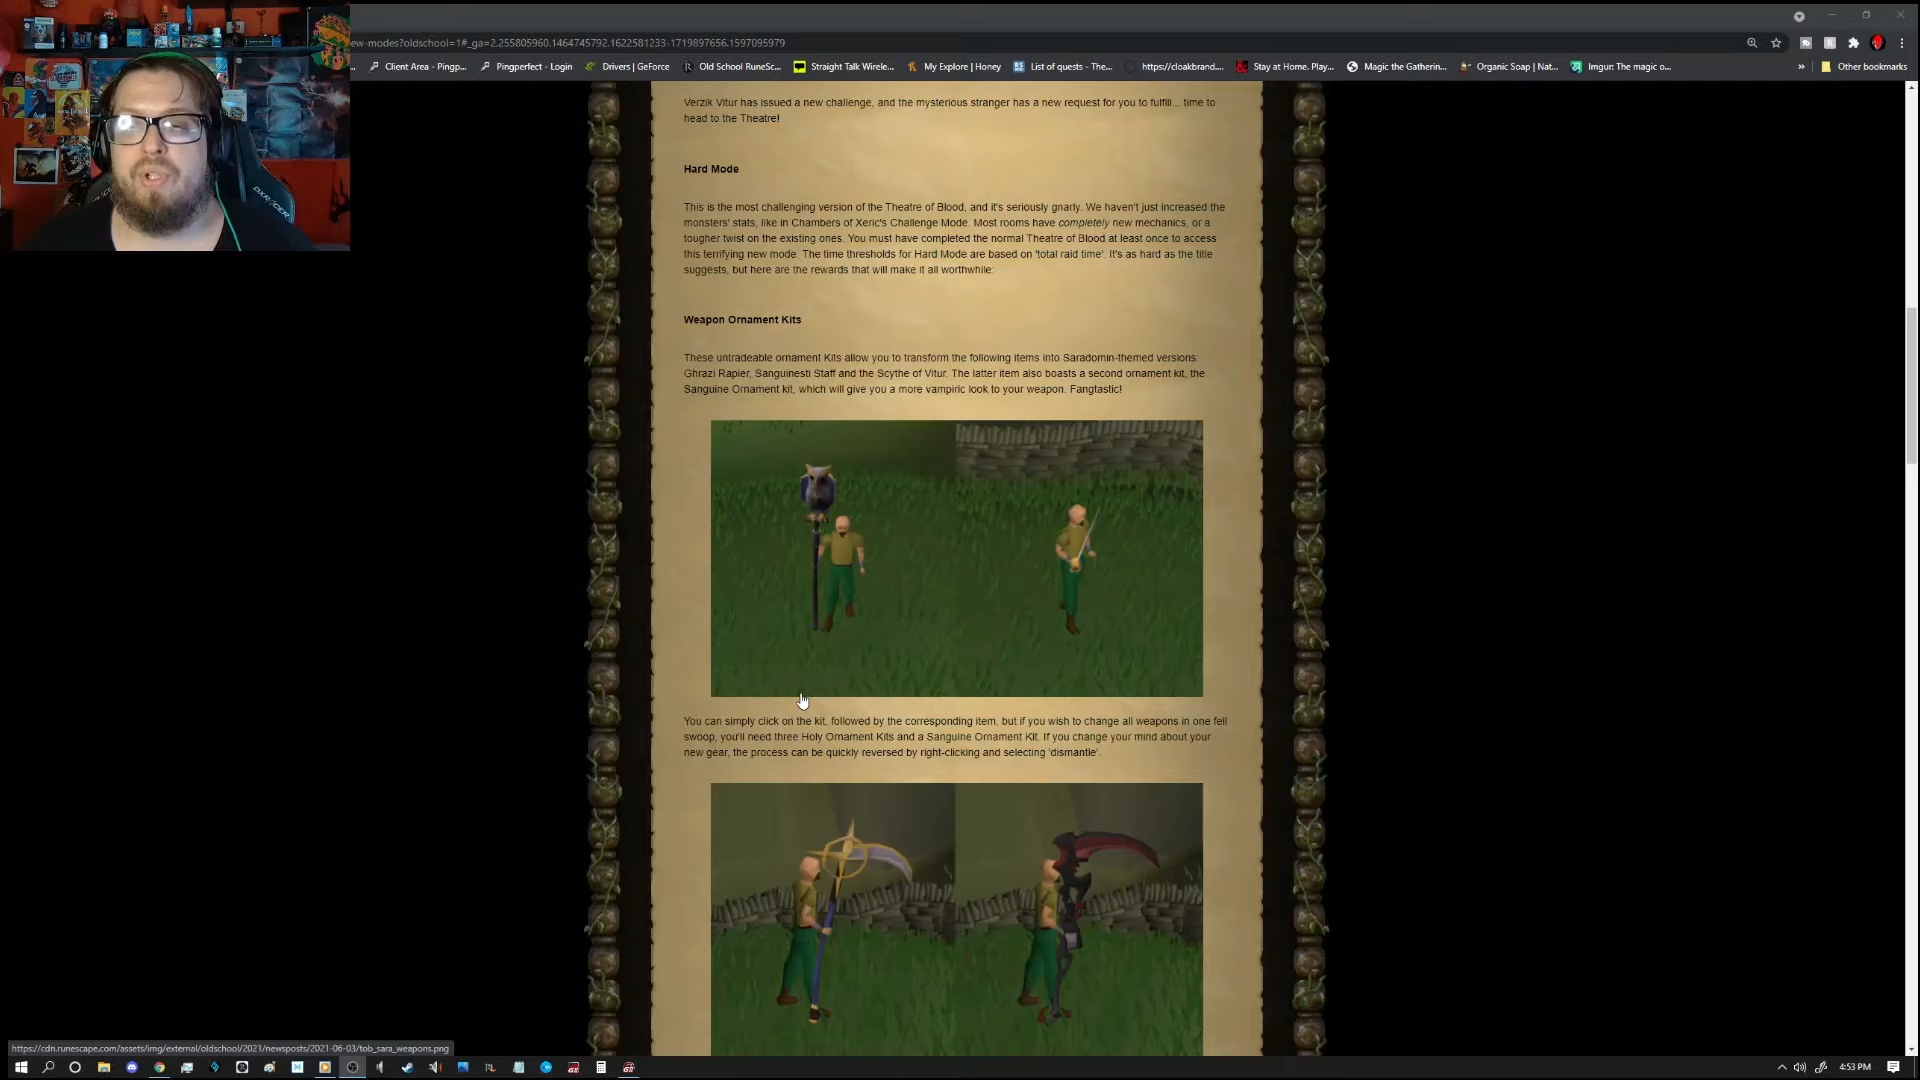 ew-modes?oldschool=1#_ga=2.255805960.1464745792.1622581233-1719897656.1597095979
Client Area - Pingp...
Pingperfect - Login
Drivers | GeForce
Old School RuneSc...
Straight Talk Wirele...
My Explore | Honey
List of quests - The...
https://cloakbrand....
Stay at Home. Play...
Magic the Gatherin...
Organic Soap | Nat...
Imgur: The magic o...
»
Other bookmarks
DXRACER
Verzik Vitur has issued a new challenge, and the mysterious stranger has a new request for you to fulfill... time to
head to the Theatre!
Hard Mode
This is the most challenging version of the Theatre of Blood, and it's seriously gnarly. We haven't just increased the
monsters' stats, like in Chambers of Xeric's Challenge Mode. Most rooms have completely new mechanics, or a
tougher twist on the existing ones. You must have completed the normal Theatre of Blood at least once to access
this terrifying new mode. The time thresholds for Hard Mode are based on 'total raid time'. It's as hard as the title
suggests, but here are the rewards that will make it all worthwhile:
Weapon Ornament Kits
These untradeable ornament Kits allow you to transform the following items into Saradomin-themed versions:
Ghrazi Rapier, Sanguinesti Staff and the Scythe of Vitur. The latter item also boasts a second ornament kit, the
Sanguine Ornament kit, which will give you a more vampiric look to your weapon. Fangtastic!
You can simply click on the kit, followed by the corresponding item, but if you wish to change all weapons in one fell
swoop, you'll need three Holy Ornament Kits and a Sanguine Ornament Kit. If you change your mind about your
new gear, the process can be quickly reversed by right-clicking and selecting 'dismantle'.
https://cdn.runescape.com/assets/img/external/oldschool/2021/newsposts/2021-06-03/tob_sara_weapons.png
4:53 PM